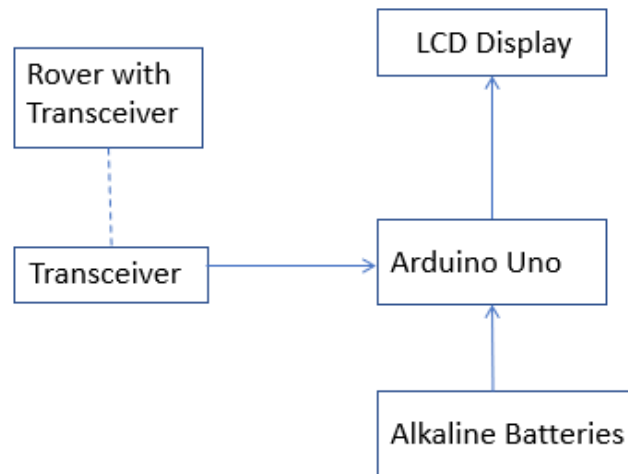 LCD Display
Rover with
Transceiver
Transceiver
Arduino Uno
Alkaline Batteries